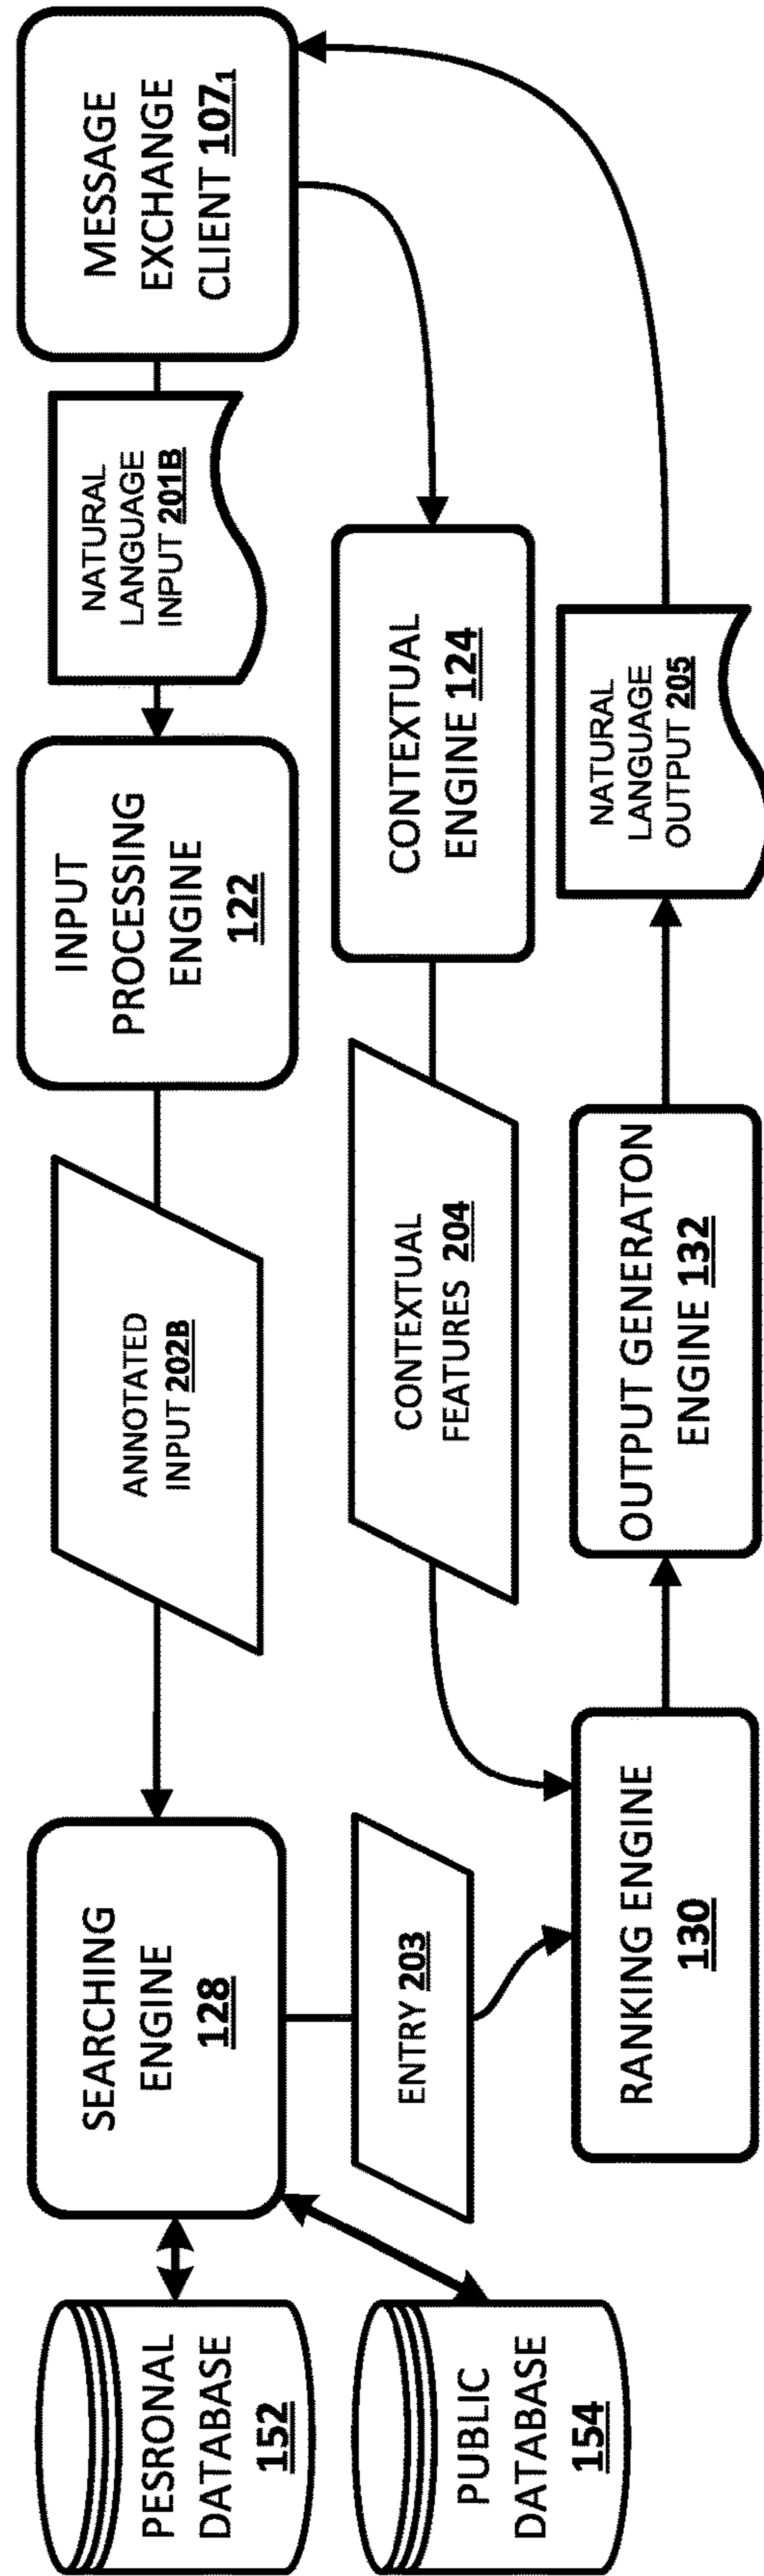 PESRONAL
DATABASE
152
PUBLIC
DATABASE
154
SEARCHING
ENGINE
128
ENTRY 203
RANKING ENGINE
130
ANNOTATED
INPUT 202B
CONTEXTUAL
FEATURES 204
OUTPUT GENERATON
ENGINE 132
INPUT
PROCESSING
ENGINE
122
CONTEXTUAL
ENGINE 124
NATURAL
LANGUAGE
OUTPUT 205
NATURAL
LANGUAGE
INPUT 201B
MESSAGE
EXCHANGE
CLIENT 107₁